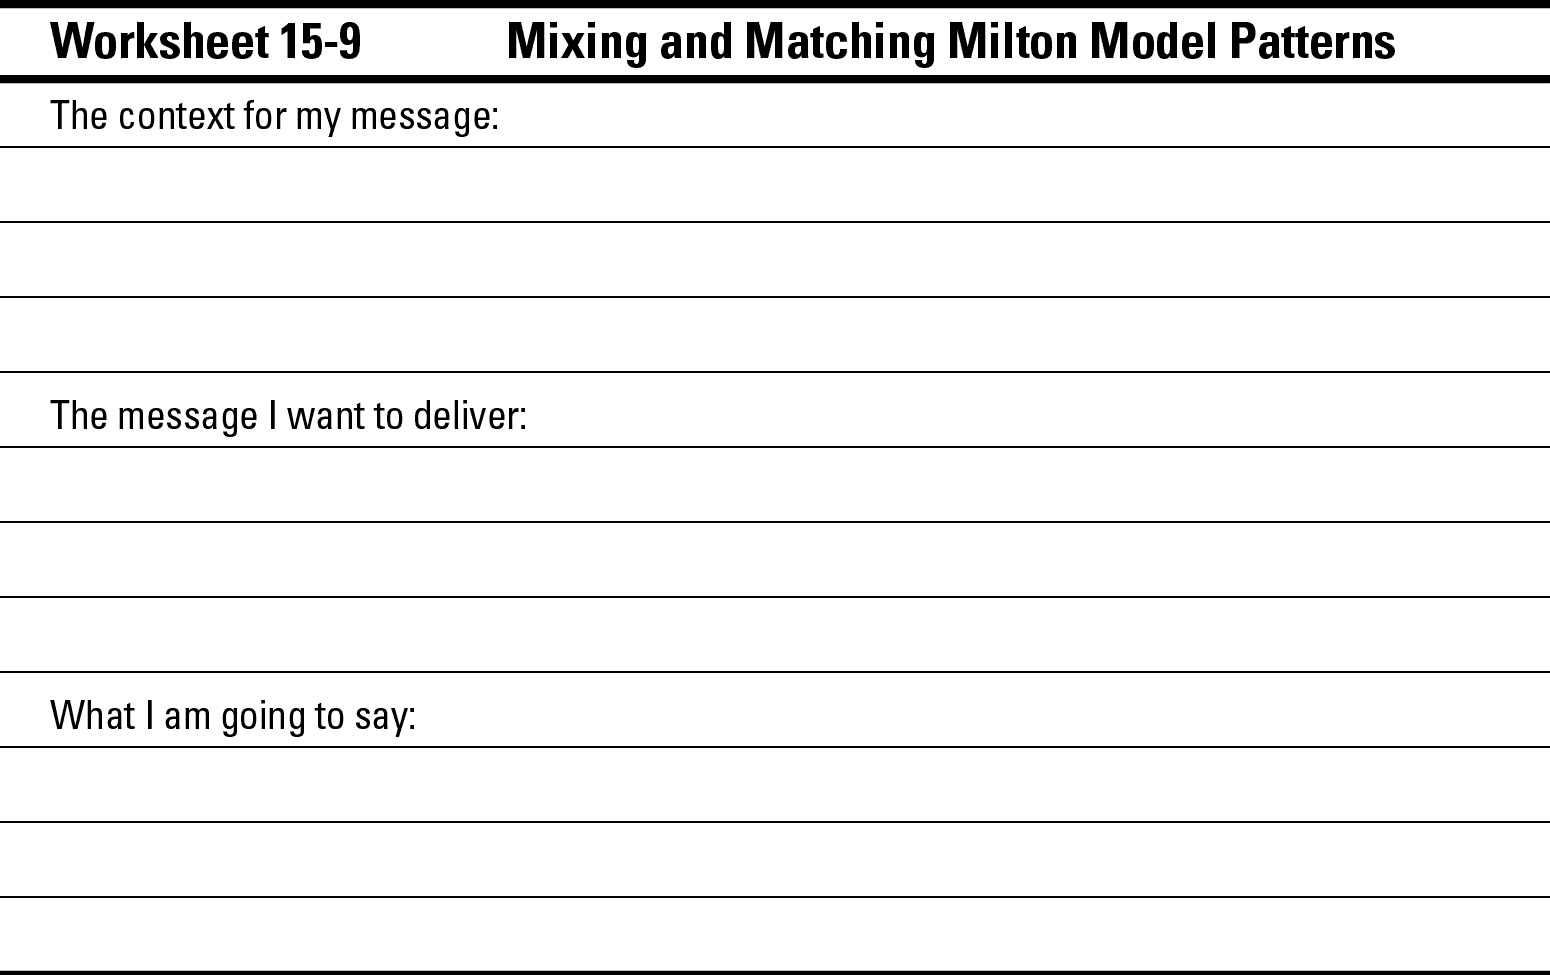 Worksheet 15-9 Mixing and Matching Milton Model Patterns
The context for my message:
The message I want to deliver:
What I am going to say: